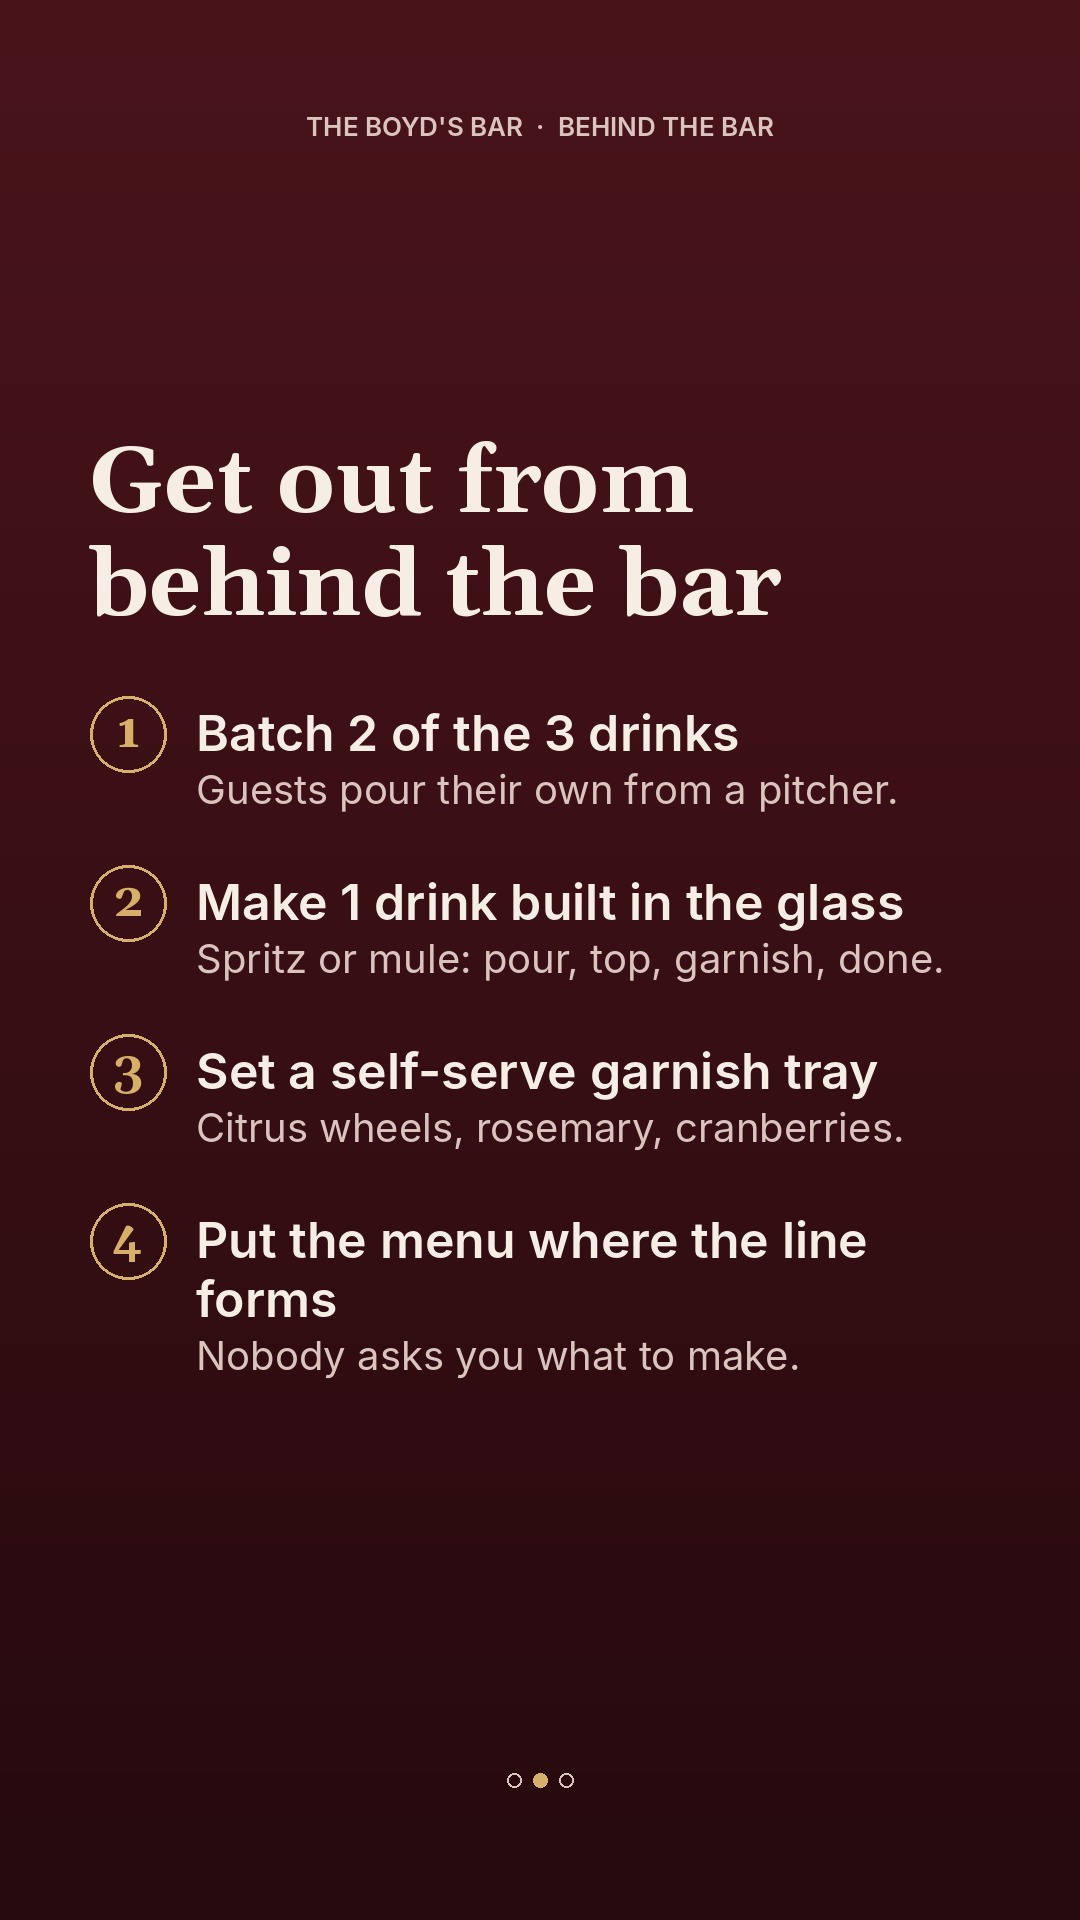 THE BOYD'S BAR · BEHIND THE BAR
Get out from
behind the bar
1 Batch 2 of the 3 drinks
Guests pour their own from a pitcher.
2 Make 1 drink built in the glass
Spritz or mule: pour, top, garnish, done.
3 Set a self-serve garnish tray
Citrus wheels, rosemary, cranberries.
4 Put the menu where the line
forms
Nobody asks you what to make.